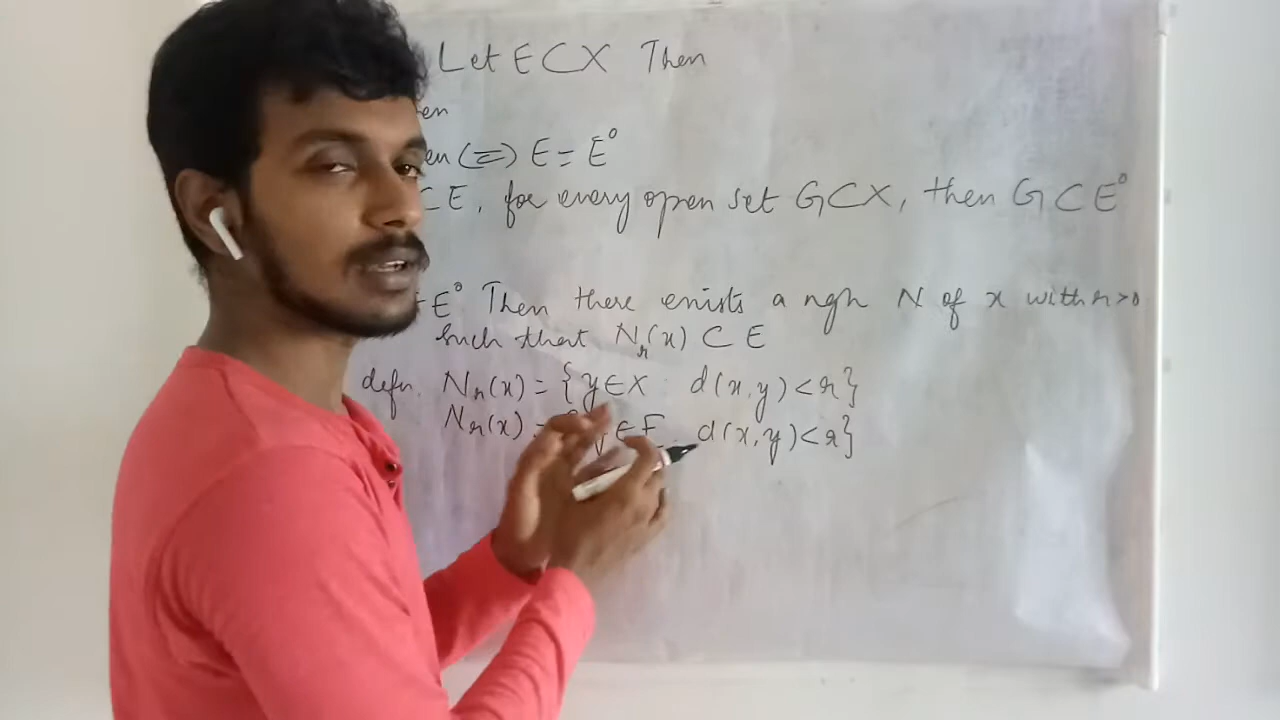 Let E ⊂ X Then
en
en (⇔) E = E°
⊂ E, for every open set G ⊂ X, then G ⊂ E°
E° Then there exists a ngh N of x with r>0
such that Nr(x) ⊂ E
defn. Nr(x) = {y ∈ X : d(x,y) < r}
Nr(x) = { y ∈ E : d(x,y) < r}